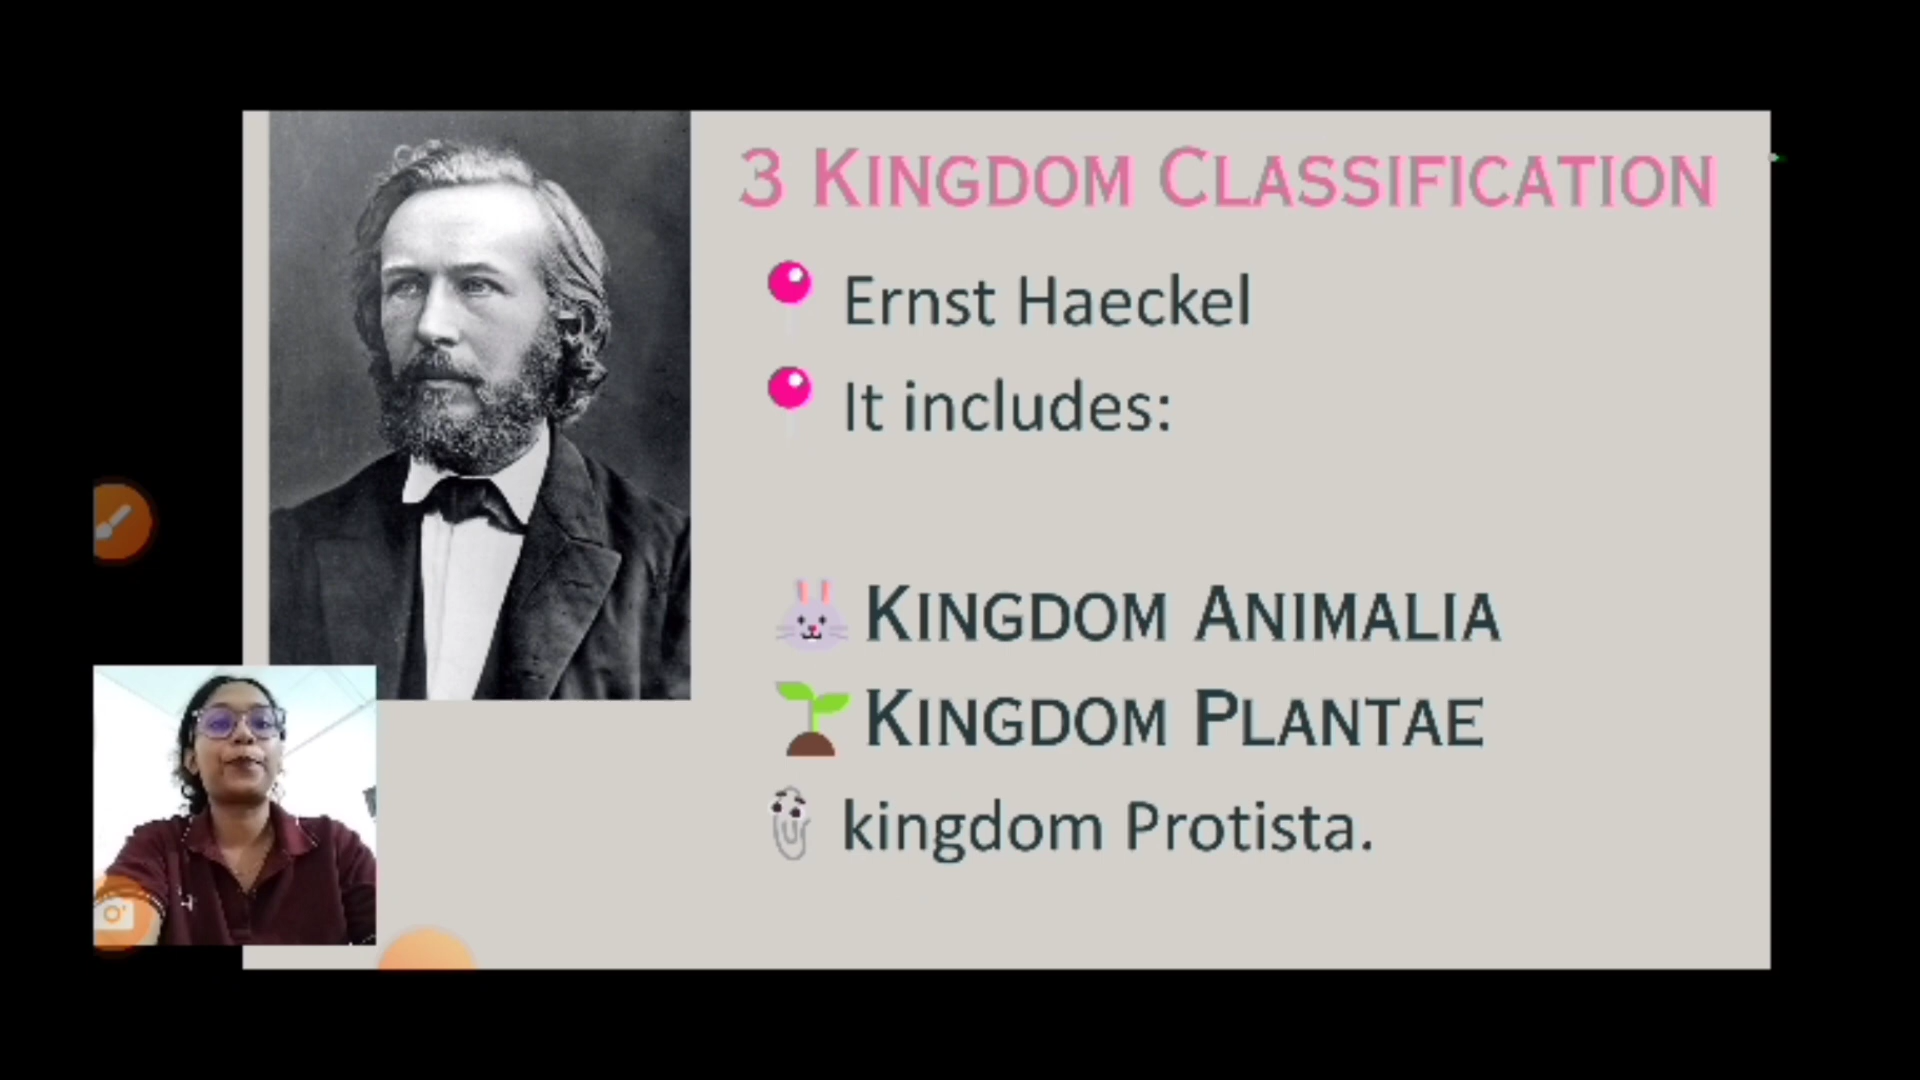 3 KINGDOM CLASSIFICATION
Ernst Haeckel
It includes:
KINGDOM ANIMALIA
KINGDOM PLANTAE
kingdom Protista.